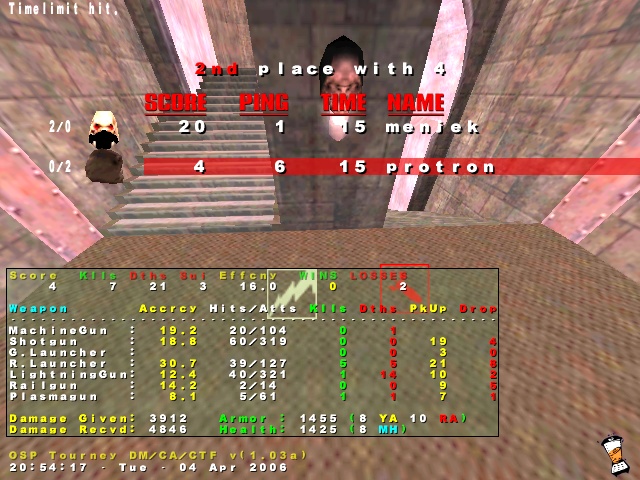 Timelimit hit.
2nd place with 4
SCORE PING TIME NAME
2/0 20 1 15 meniek
0/2 4 6 15 protron
Score Klls Dths Sui Effcny WINS LOSSES
4 7 21 3 16.0 0 2
Weapon Accrcy Hits/Atts Klls Dths PkUp Drop
MachineGun : 19.2 20/104 0 1
Shotgun : 18.8 60/319 0 0 19 4
G.Launcher : 0 0 3 0
R.Launcher : 30.7 39/127 5 5 21 8
LightningGun: 12.4 40/321 1 14 10 2
Railgun : 14.2 2/14 0 0 9 5
Plasmagun : 8.1 5/61 1 1 7 1
Damage Given: 3912 Armor : 1455 (8 YA 10 RA)
Damage Recvd: 4846 Health: 1425 (8 MH)
OSP Tourney DM/CA/CTF v(1.03a)
20:54:17 - Tue - 04 Apr 2006